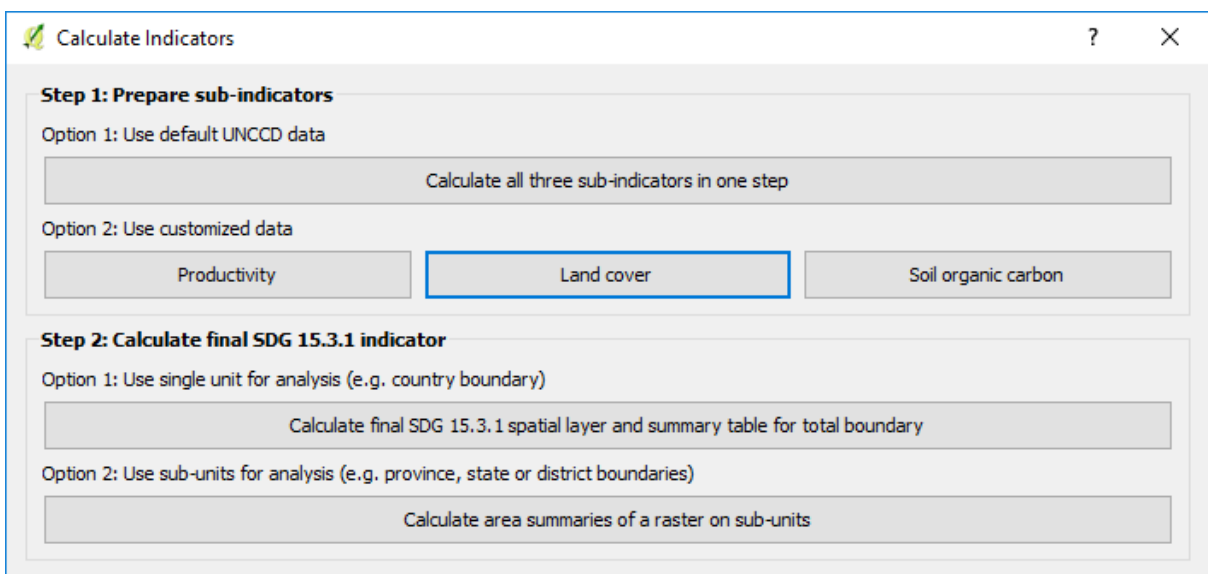 Calculate Indicators
?
Step 1: Prepare sub-indicators
Option 1: Use default UNCCD data
Calculate all three sub-indicators in one step
Option 2: Use customized data
Productivity Land cover Soil organic carbon
Step 2: Calculate final SDG 15.3.1 indicator
Option 1: Use single unit for analysis (e.g. country boundary)
Calculate final SDG 15.3.1 spatial layer and summary table for total boundary
Option 2: Use sub-units for analysis (e.g. province, state or district boundaries)
Calculate area summaries of a raster on sub-units